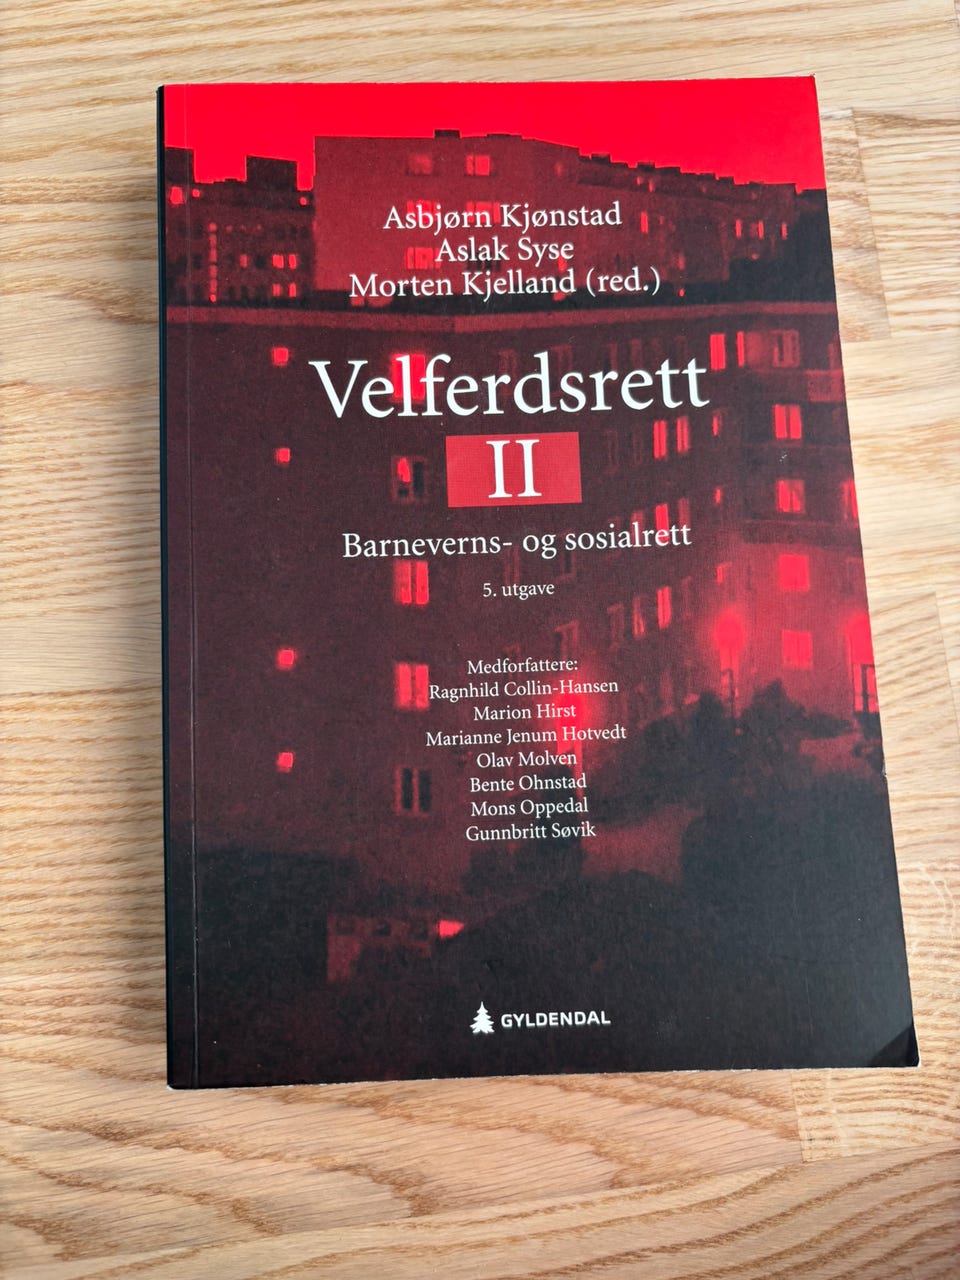 Asbjørn Kjønstad
Aslak Syse
Morten Kjelland (red.)
Velferdsrett
II
Barneverns- og sosialrett
5. utgave
Medforfattere:
Ragnhild Collin-Hansen
Marion Hirst
Marianne Jenum Hotvedt
Olav Molven
Bente Ohnstad
Mons Oppedal
Gunnbritt Søvik
GYLDENDAL